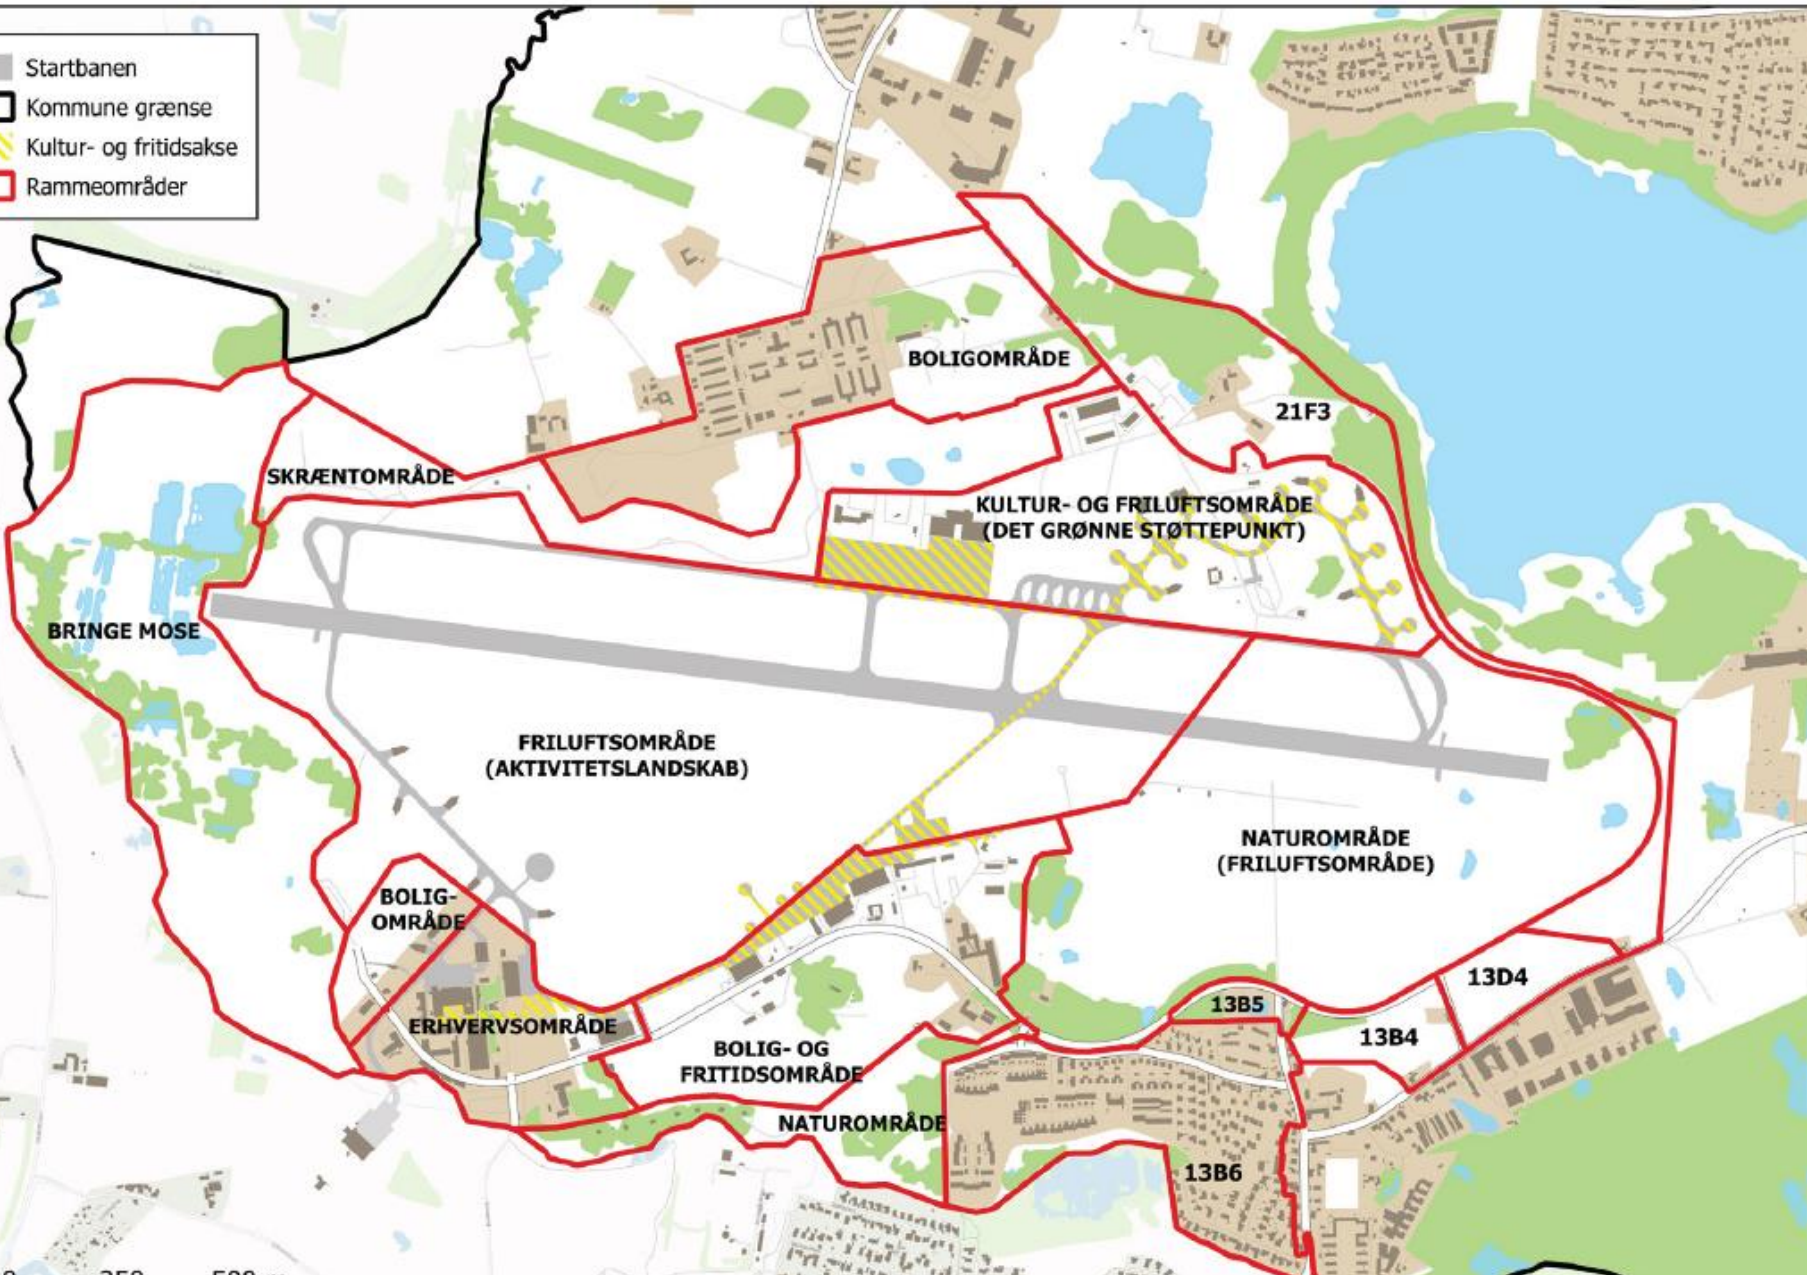 Startbanen
Kommune grænse
Kultur- og fritidsakse
Rammeområder
BOLIGOMRÅDE
21F3
SKRÆNTOMRÅDE
KULTUR- OG FRILUFTSOMRÅDE
(DET GRØNNE STØTTEPUNKT)
BRINGE MOSE
FRILUFTSOMRÅDE
(AKTIVITETSLANDSKAB)
NATUROMRÅDE
(FRILUFTSOMRÅDE)
BOLIG-
OMRÅDE
13D4
13B5
ERHVERVSOMRÅDE
13B4
BOLIG- OG
FRITIDSOMRÅDE
NATUROMRÅDE
13B6